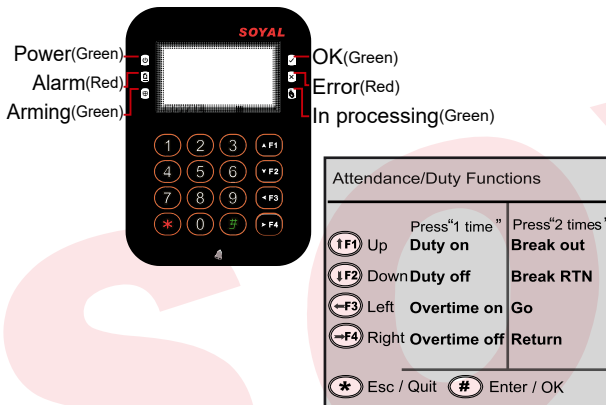 SOYAL
Power(Green)
Alarm(Red)
Arming(Green)
OK(Green)
Error(Red)
In processing(Green)
1 2 3 ▲ F1
4 5 6 ▼ F2
7 8 9 ◀ F3
* 0 # ▶ F4
Attendance/Duty Functions
Press“1 time” Press“2 times”
↑F1 Up Duty on Break out
↓F2 Down Duty off Break RTN
←F3 Left Overtime on Go
→F4 Right Overtime off Return
* Esc / Quit # Enter / OK